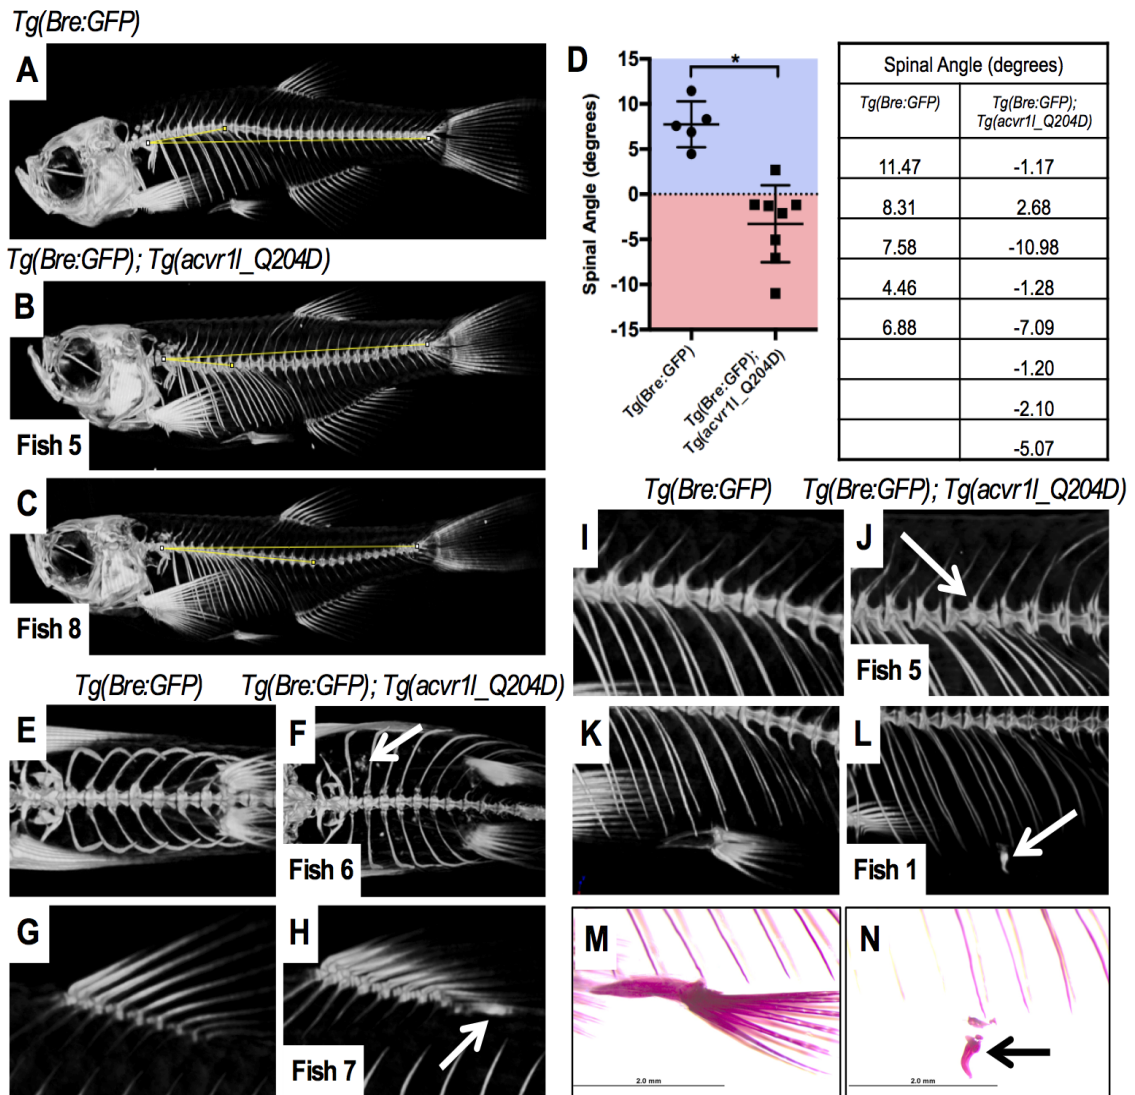 Tg(Bre:GFP)
A
Tg(Bre:GFP); Tg(acvr1l_Q204D)
B
Fish 5
C
Fish 8
D
15
10
5
0
-5
-10
-15
Spinal Angle (degrees)
*
Tg(Bre:GFP)
Tg(Bre:GFP);
Tg(acvr1l_Q204D)
Spinal Angle (degrees)
Tg(Bre:GFP) Tg(Bre:GFP);
Tg(acvr1l_Q204D)
11.47 -1.17
8.31 2.68
7.58 -10.98
4.46 -1.28
6.88 -7.09
-1.20
-2.10
-5.07
Tg(Bre:GFP) Tg(Bre:GFP); Tg(acvr1l_Q204D)
E
F
Fish 6
G
H
Fish 7
Tg(Bre:GFP) Tg(Bre:GFP); Tg(acvr1l_Q204D)
I
J
Fish 5
K
L
Fish 1
M
2.0 mm
N
2.0 mm